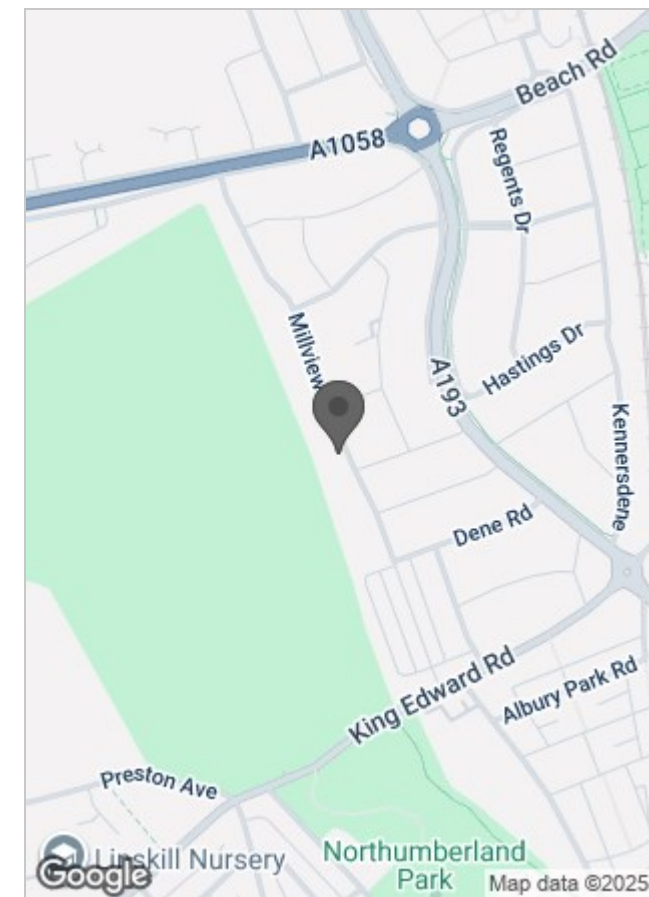 Beach Rd
A1058
Regents Dr
Millview
A193
Hastings Dr
Kennersdene
Dene Rd
King Edward Rd
Albury Park Rd
Preston Ave
Linskill Nursery
Northumberland
Park
Google
Map data ©2025